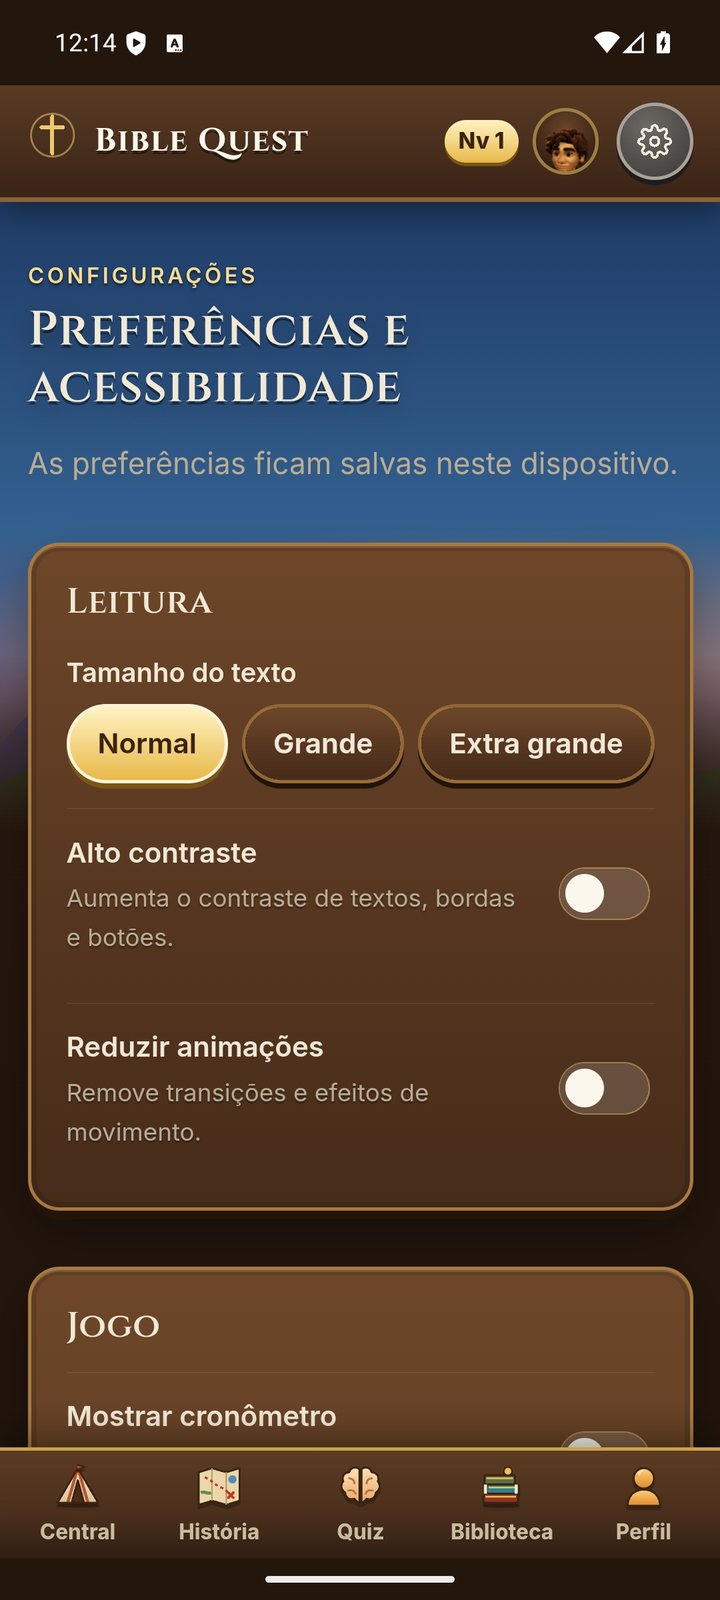 12:14
A
Bible Quest
Nv 1
CONFIGURAÇÕES
Preferências e
acessibilidade
As preferências ficam salvas neste dispositivo.
Leitura
Tamanho do texto
Normal
Grande
Extra grande
Alto contraste
Aumenta o contraste de textos, bordas
e botões.
Reduzir animações
Remove transições e efeitos de
movimento.
Jogo
Mostrar cronômetro
Central
História
Quiz
Biblioteca
Perfil